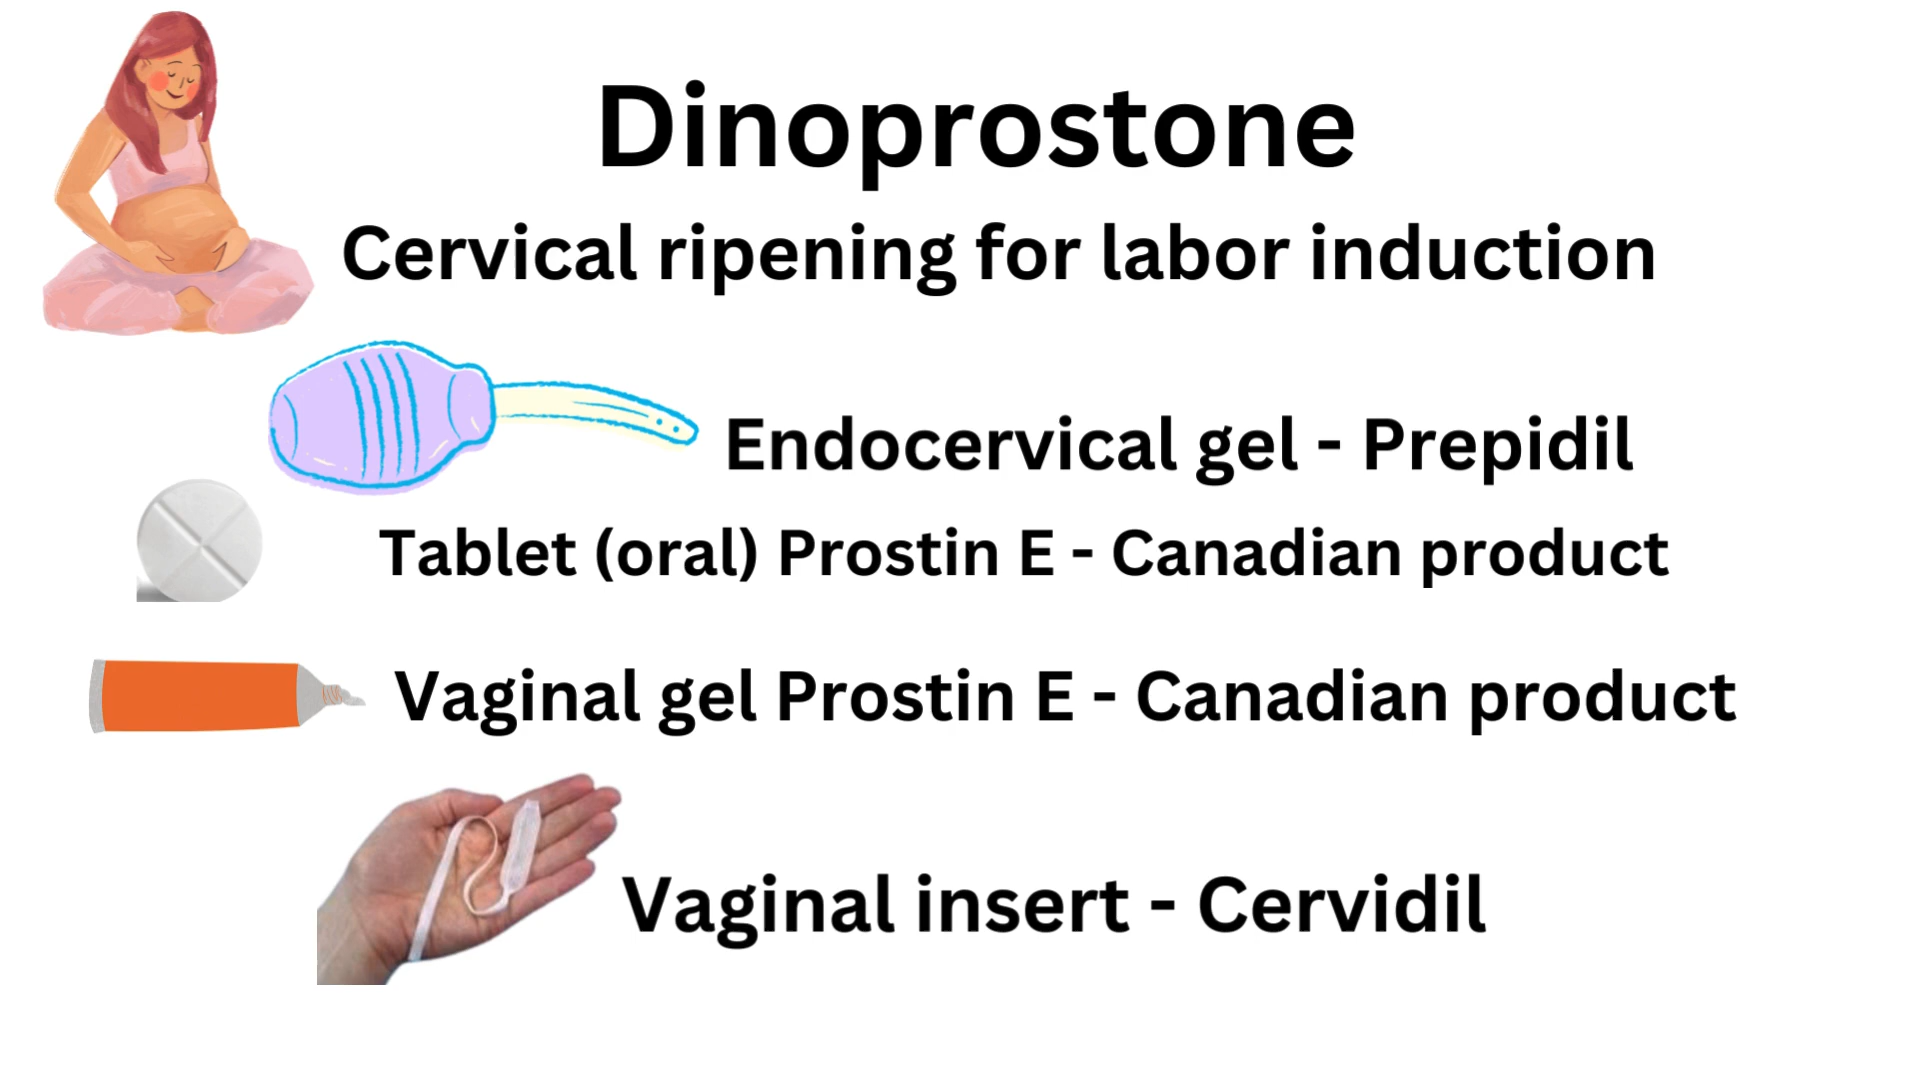 Dinoprostone
Cervical ripening for labor induction
Endocervical gel - Prepidil
Tablet (oral) Prostin E - Canadian product
Vaginal gel Prostin E - Canadian product
Vaginal insert - Cervidil